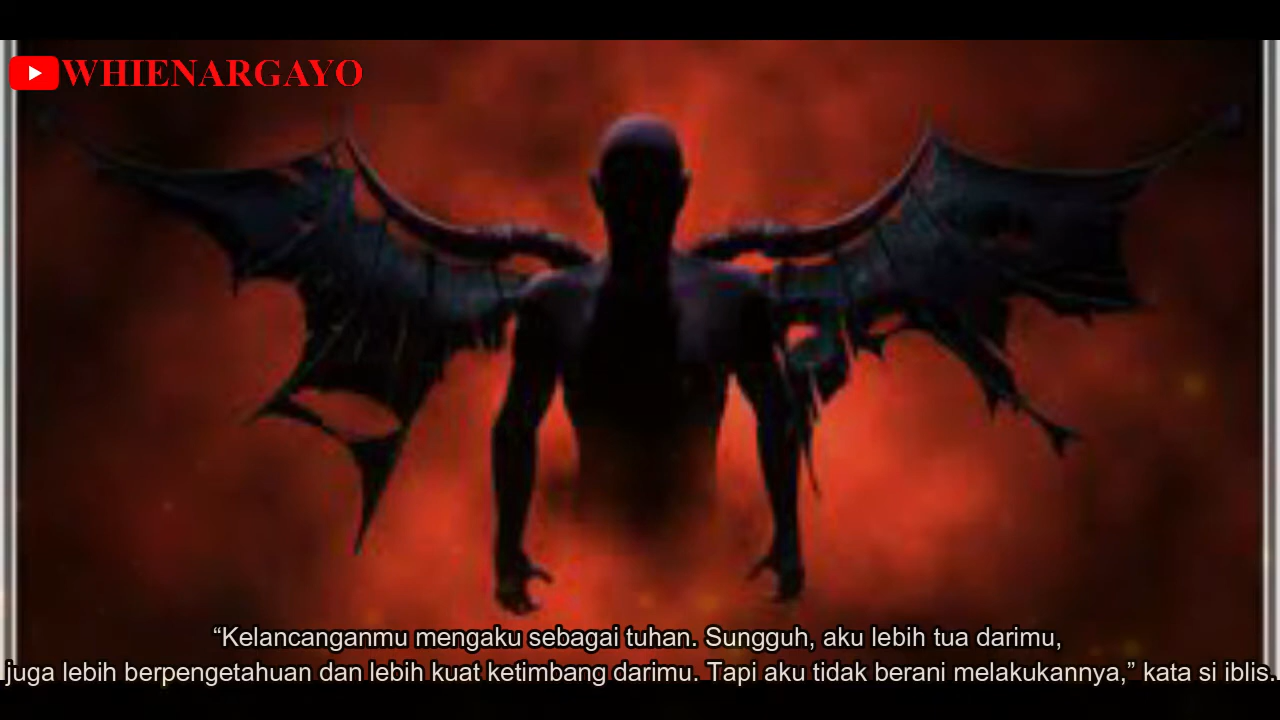 WHIENARGAYO
“Kelancanganmu mengaku sebagai tuhan. Sungguh, aku lebih tua darimu,
juga lebih berpengetahuan dan lebih kuat ketimbang darimu. Tapi aku tidak berani melakukannya,” kata si iblis.